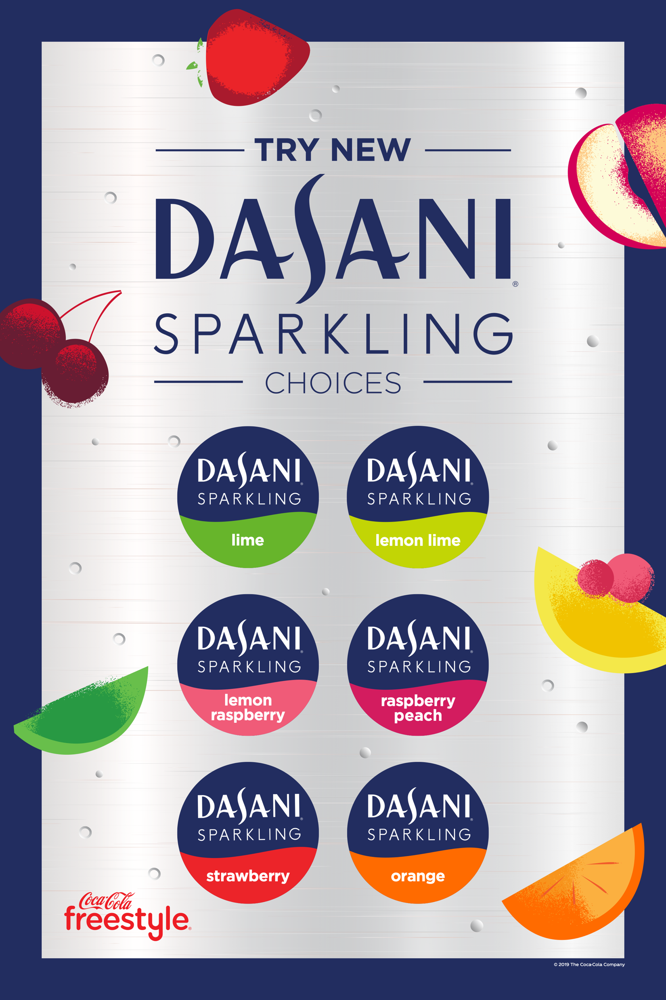 TRY NEW
DASANI®
SPARKLING
CHOICES
DASANI®
SPARKLING
lime
DASANI®
SPARKLING
lemon lime
DASANI®
SPARKLING
lemon
raspberry
DASANI®
SPARKLING
raspberry
peach
DASANI®
SPARKLING
strawberry
DASANI®
SPARKLING
orange
Coca-Cola
freestyle®
© 2019 The Coca-Cola Company